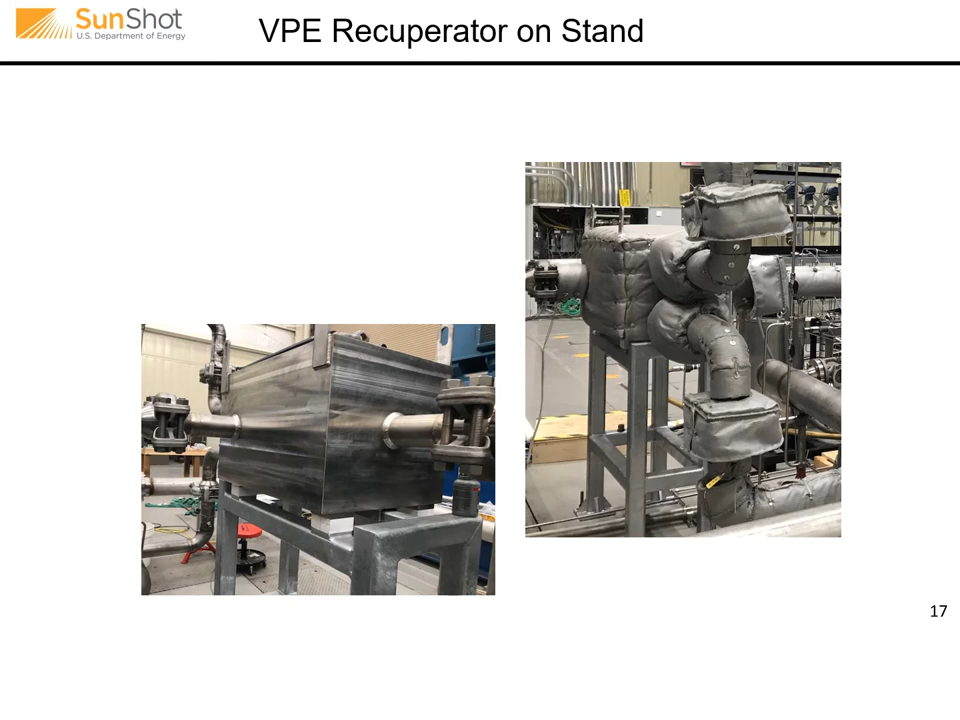 SunShot
U.S. Department of Energy
VPE Recuperator on Stand
17